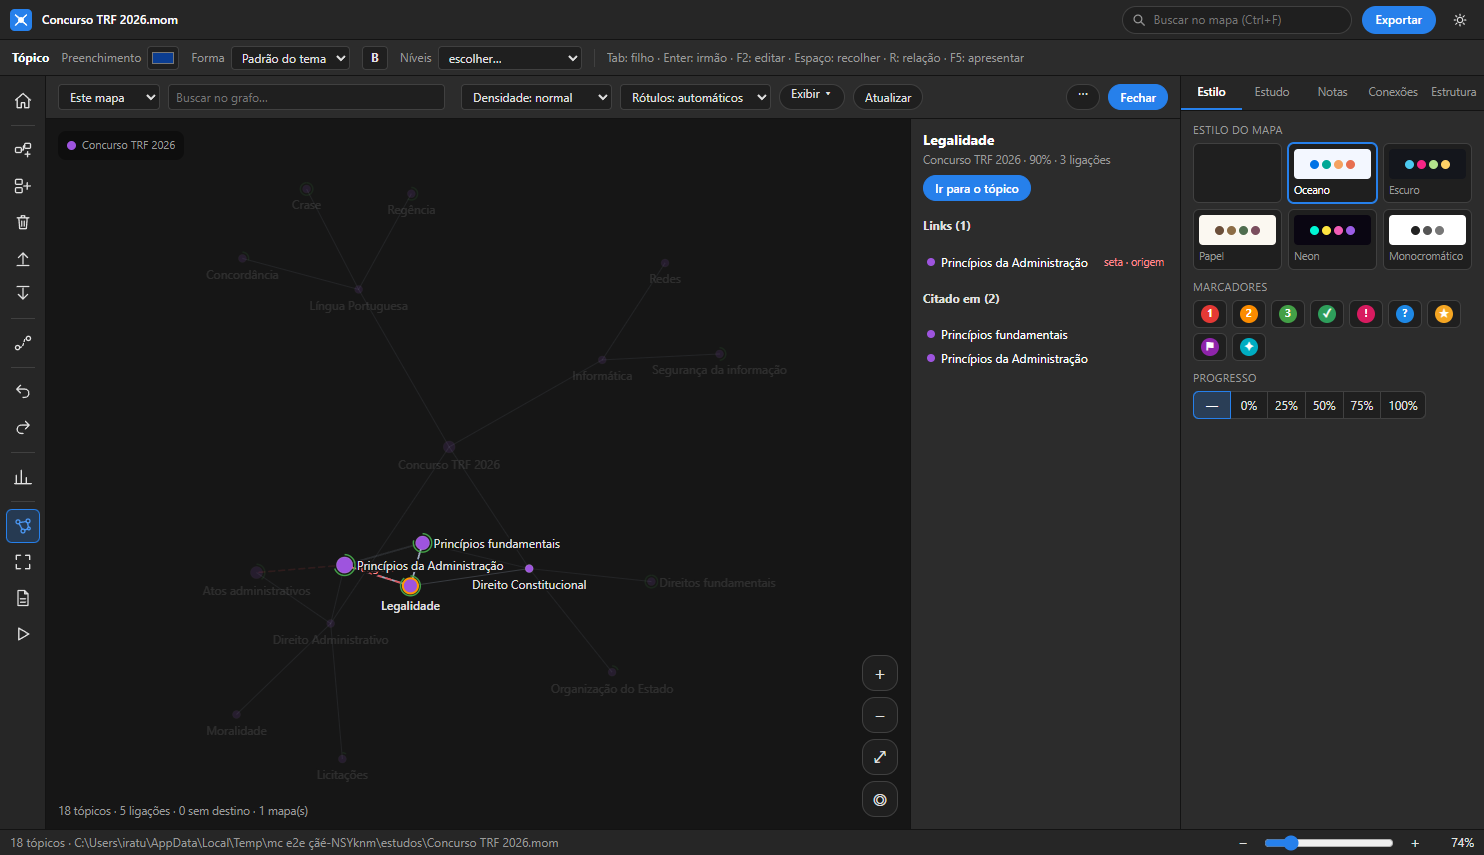 Concurso TRF 2026.mom
Buscar no mapa (Ctrl+F)
Exportar
Tópico
Preenchimento
Forma
Padrão do tema
B
Níveis
escolher...
Tab: filho · Enter: irmão · F2: editar · Espaço: recolher · R: relação · F5: apresentar
Este mapa
Buscar no grafo...
Densidade: normal
Rótulos: automáticos
Exibir
Atualizar
...
Fechar
Concurso TRF 2026
Crase
Regência
Concordância
Língua Portuguesa
Redes
Informática
Segurança da informação
Concurso TRF 2026
Princípios fundamentais
Princípios da Administração
Direito Constitucional
Direitos fundamentais
Atos administrativos
Legalidade
Direito Administrativo
Organização do Estado
Moralidade
Licitações
18 tópicos · 5 ligações · 0 sem destino · 1 mapa(s)
+
−
Legalidade
Concurso TRF 2026 · 90% · 3 ligações
Ir para o tópico
Links (1)
Princípios da Administração
seta · origem
Citado em (2)
Princípios fundamentais
Princípios da Administração
Estilo
Estudo
Notas
Conexões
Estrutura
ESTILO DO MAPA
Oceano
Escuro
Papel
Neon
Monocromático
MARCADORES
1
2
3
!
?
PROGRESSO
—
0%
25%
50%
75%
100%
18 tópicos · C:\Users\iratu\AppData\Local\Temp\mc e2e çãé-NSYknm\estudos\Concurso TRF 2026.mom
−
+
74%